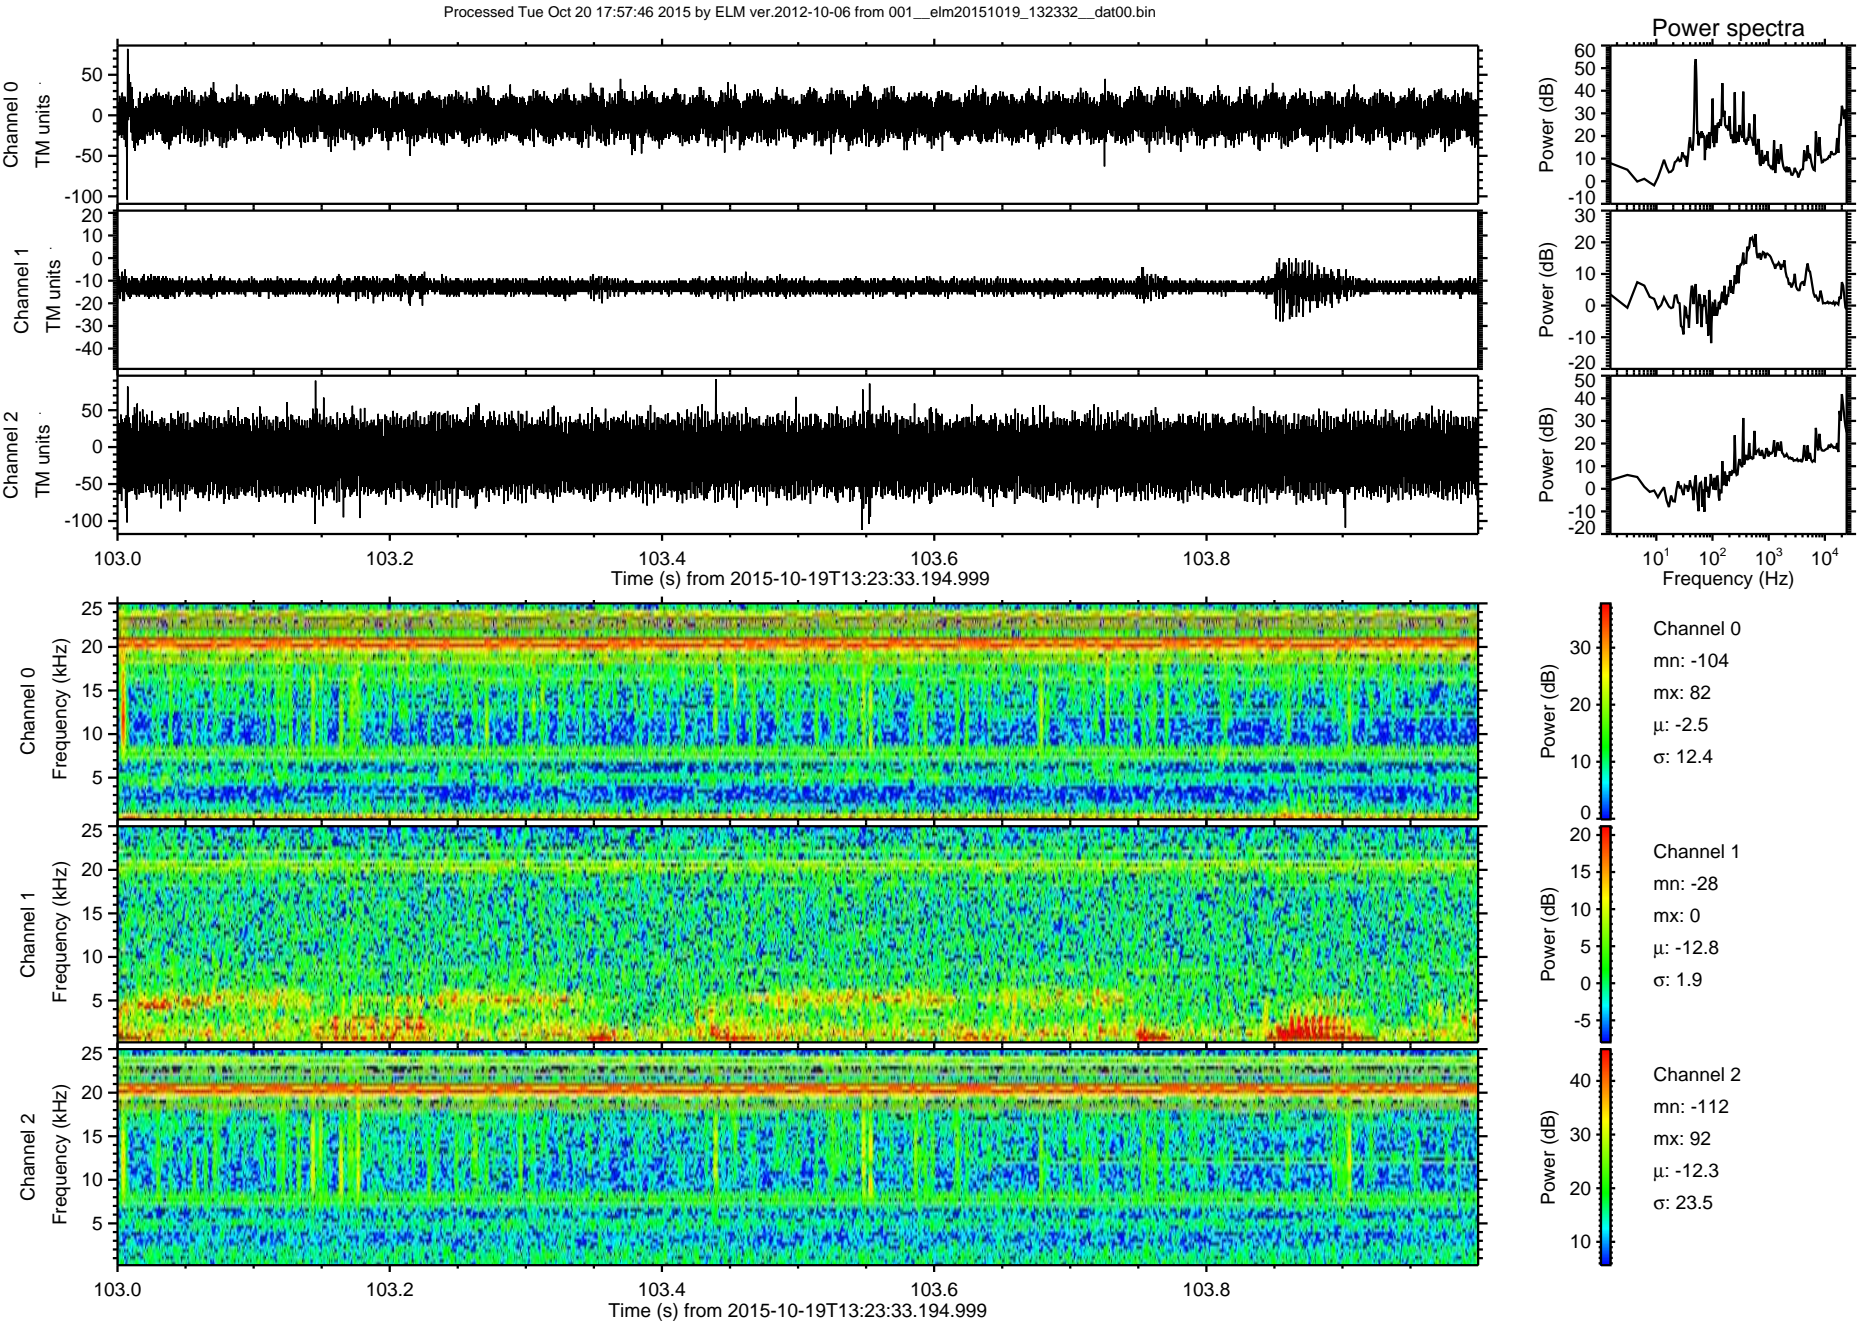 Processed Tue Oct 20 17:57:46 2015 by ELM ver.2012-10-06 from 001__elm20151019_132332__dat00.bin
Power spectra
Channel 0
TM units
50
0
-50
-100
Power (dB)
60
50
40
30
20
10
0
-10
Channel 1
TM units
20
10
0
-10
-20
-30
-40
Power (dB)
30
20
10
0
-10
-20
Channel 2
TM units
50
0
-50
-100
Power (dB)
50
40
30
20
10
0
-10
-20
103.0 103.2 103.4 103.6 103.8
Time (s) from 2015-10-19T13:23:33.194.999
10¹ 10² 10³ 10⁴
Frequency (Hz)
Channel 0
Frequency (kHz)
25
20
15
10
5
Power (dB)
30
20
10
0
Channel 0
mn: -104
mx: 82
μ: -2.5
σ: 12.4
Channel 1
Frequency (kHz)
25
20
15
10
5
Power (dB)
20
15
10
5
0
-5
Channel 1
mn: -28
mx: 0
μ: -12.8
σ: 1.9
Channel 2
Frequency (kHz)
25
20
15
10
5
Power (dB)
40
30
20
10
Channel 2
mn: -112
mx: 92
μ: -12.3
σ: 23.5
103.0 103.2 103.4 103.6 103.8
Time (s) from 2015-10-19T13:23:33.194.999